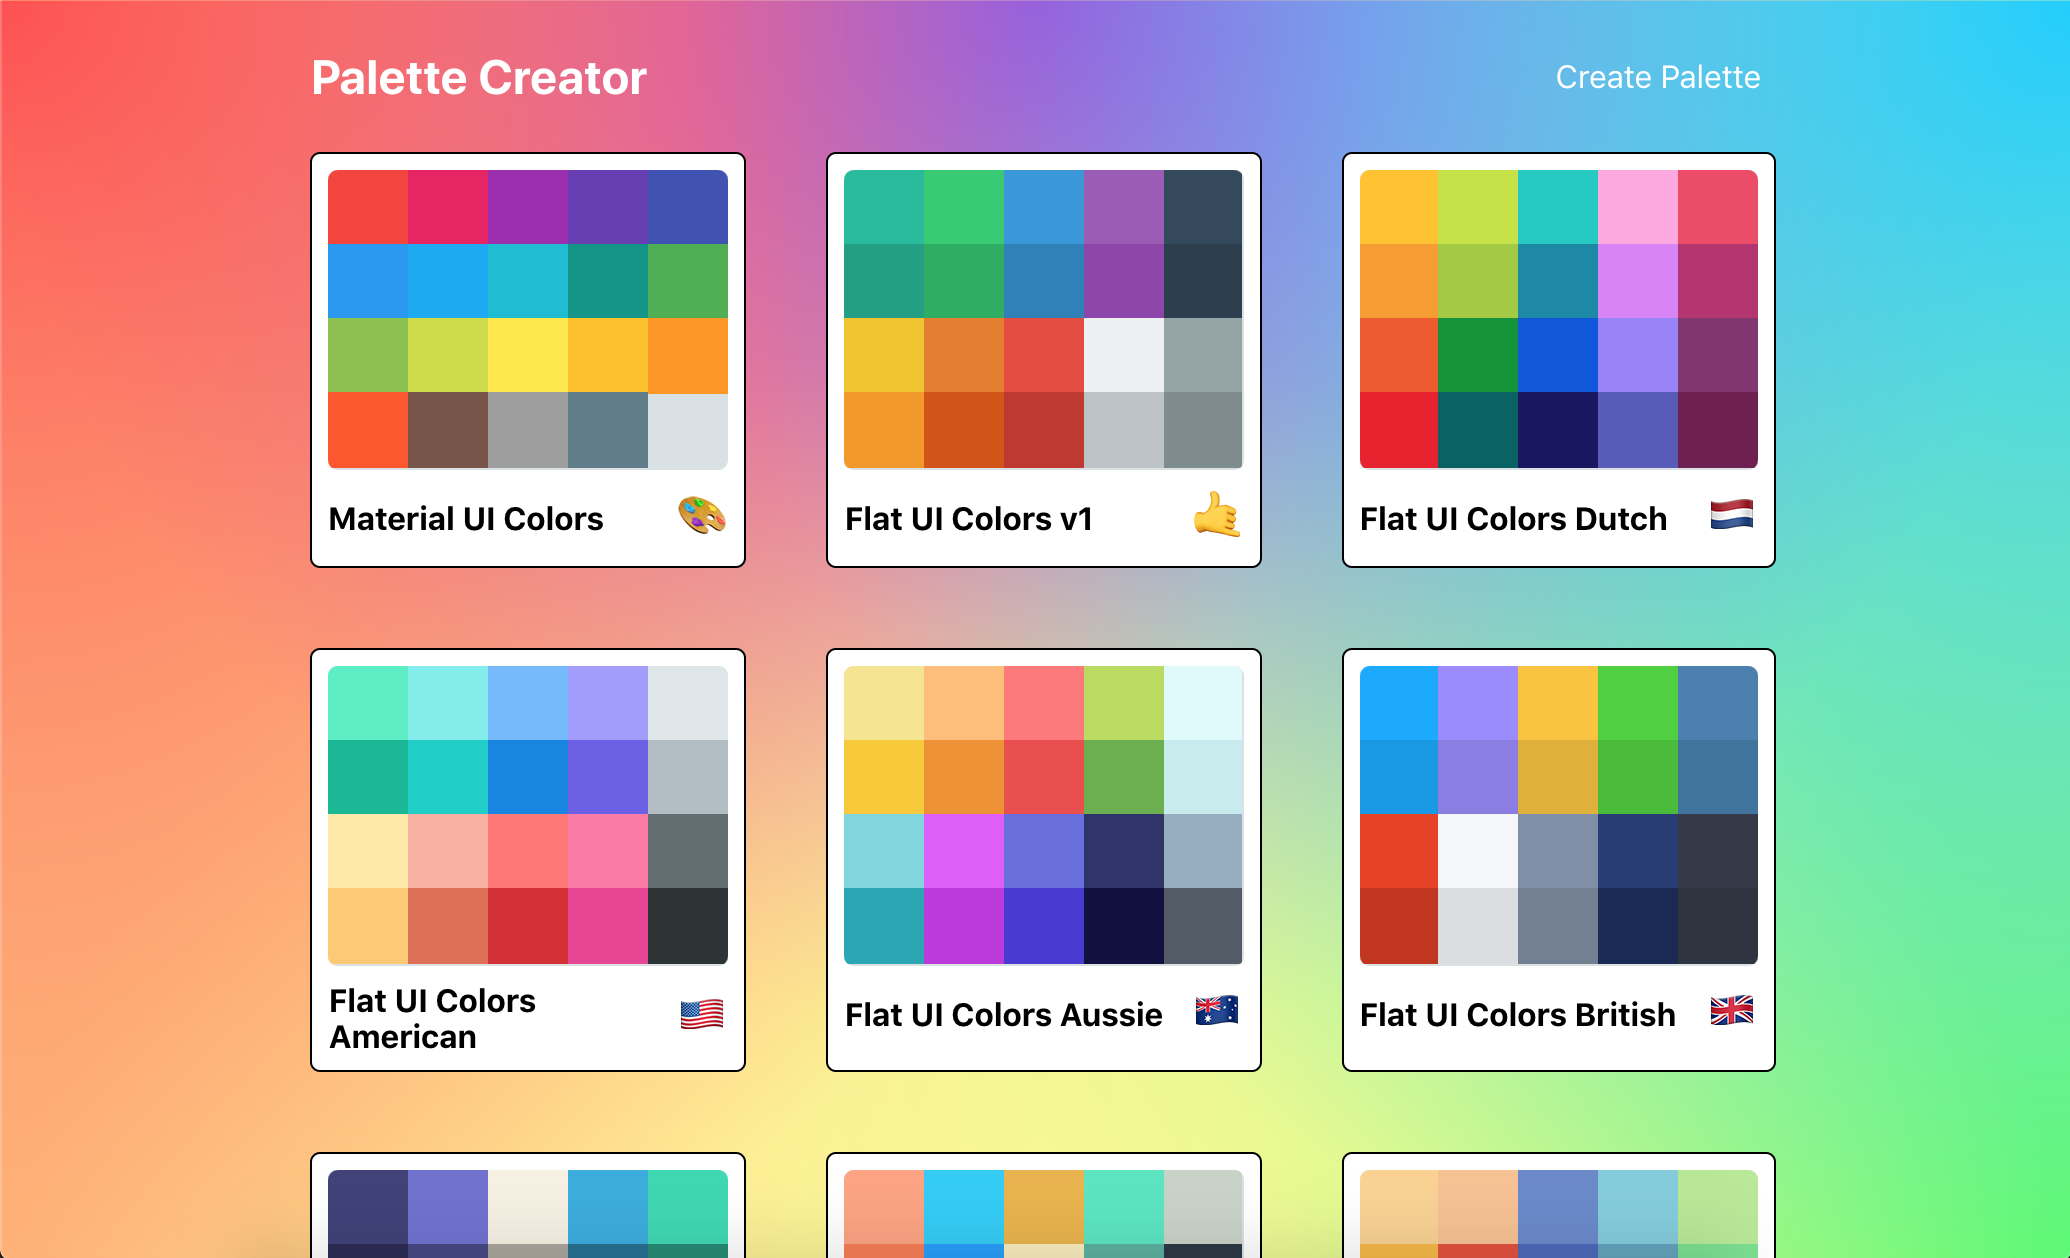 Palette Creator
Create Palette
Material UI Colors
Flat UI Colors v1
Flat UI Colors Dutch
Flat UI Colors
American
Flat UI Colors Aussie
Flat UI Colors British